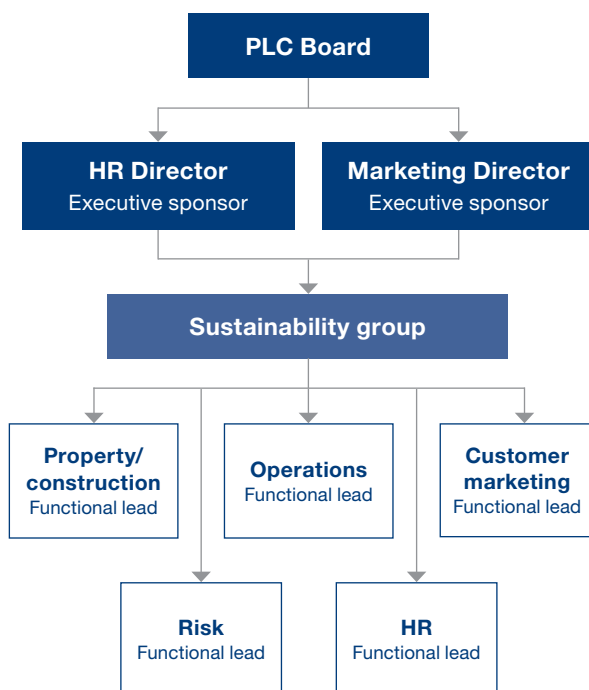 PLC Board
HR Director
Executive sponsor
Marketing Director
Executive sponsor
Sustainability group
Property/
construction
Functional lead
Operations
Functional lead
Customer
marketing
Functional lead
Risk
Functional lead
HR
Functional lead